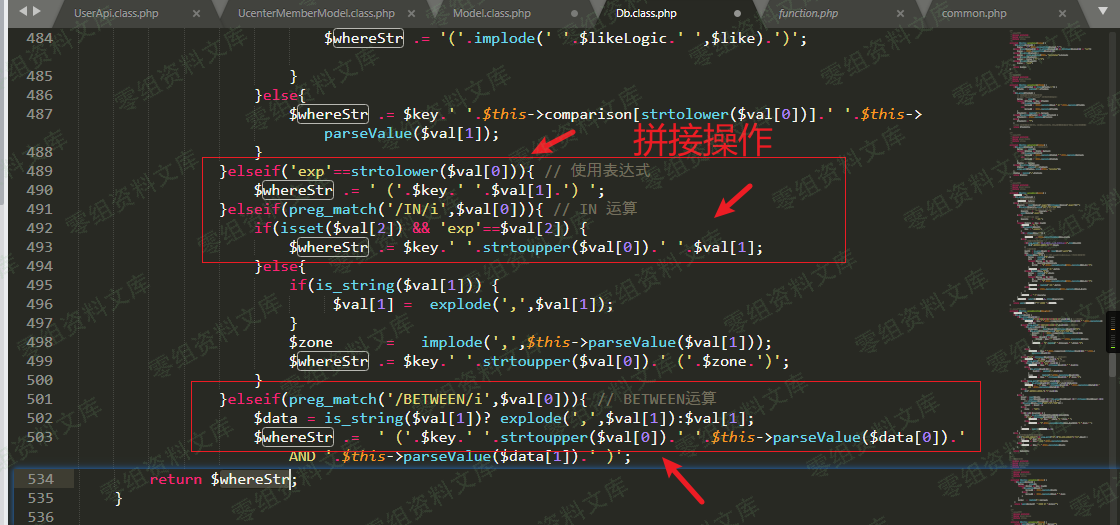 UserApi.class.php
UcenterMemberModel.class.php
Model.class.php
Db.class.php
function.php
common.php
484 $whereStr .= '('.implode(' '.$likeLogic.' ',$like).')';
485 }
486 }else{
487 $whereStr .= $key.' '.$this->comparison[strtolower($val[0])].' '.$this->
parseValue($val[1]);
488 }
拼接操作
489 }elseif('exp'==strtolower($val[0])){ // 使用表达式
490 $whereStr .= ' ('.$key.' '.$val[1].') ';
491 }elseif(preg_match('/IN/i',$val[0])){ // IN 运算
492 if(isset($val[2]) && 'exp'==$val[2]) {
493 $whereStr .= $key.' '.strtoupper($val[0]).' '.$val[1];
494 }else{
495 if(is_string($val[1])) {
496 $val[1] = explode(',',$val[1]);
497 }
498 $zone = implode(',',$this->parseValue($val[1]));
499 $whereStr .= $key.' '.strtoupper($val[0]).' ('.$zone.')';
500 }
501 }elseif(preg_match('/BETWEEN/i',$val[0])){ // BETWEEN运算
502 $data = is_string($val[1])? explode(',',$val[1]):$val[1];
503 $whereStr .= ' ('.$key.' '.strtoupper($val[0]).' '.$this->parseValue($data[0]).'
AND '.$this->parseValue($data[1]).' )';
534 return $whereStr;
535 }
536
零组资料文库